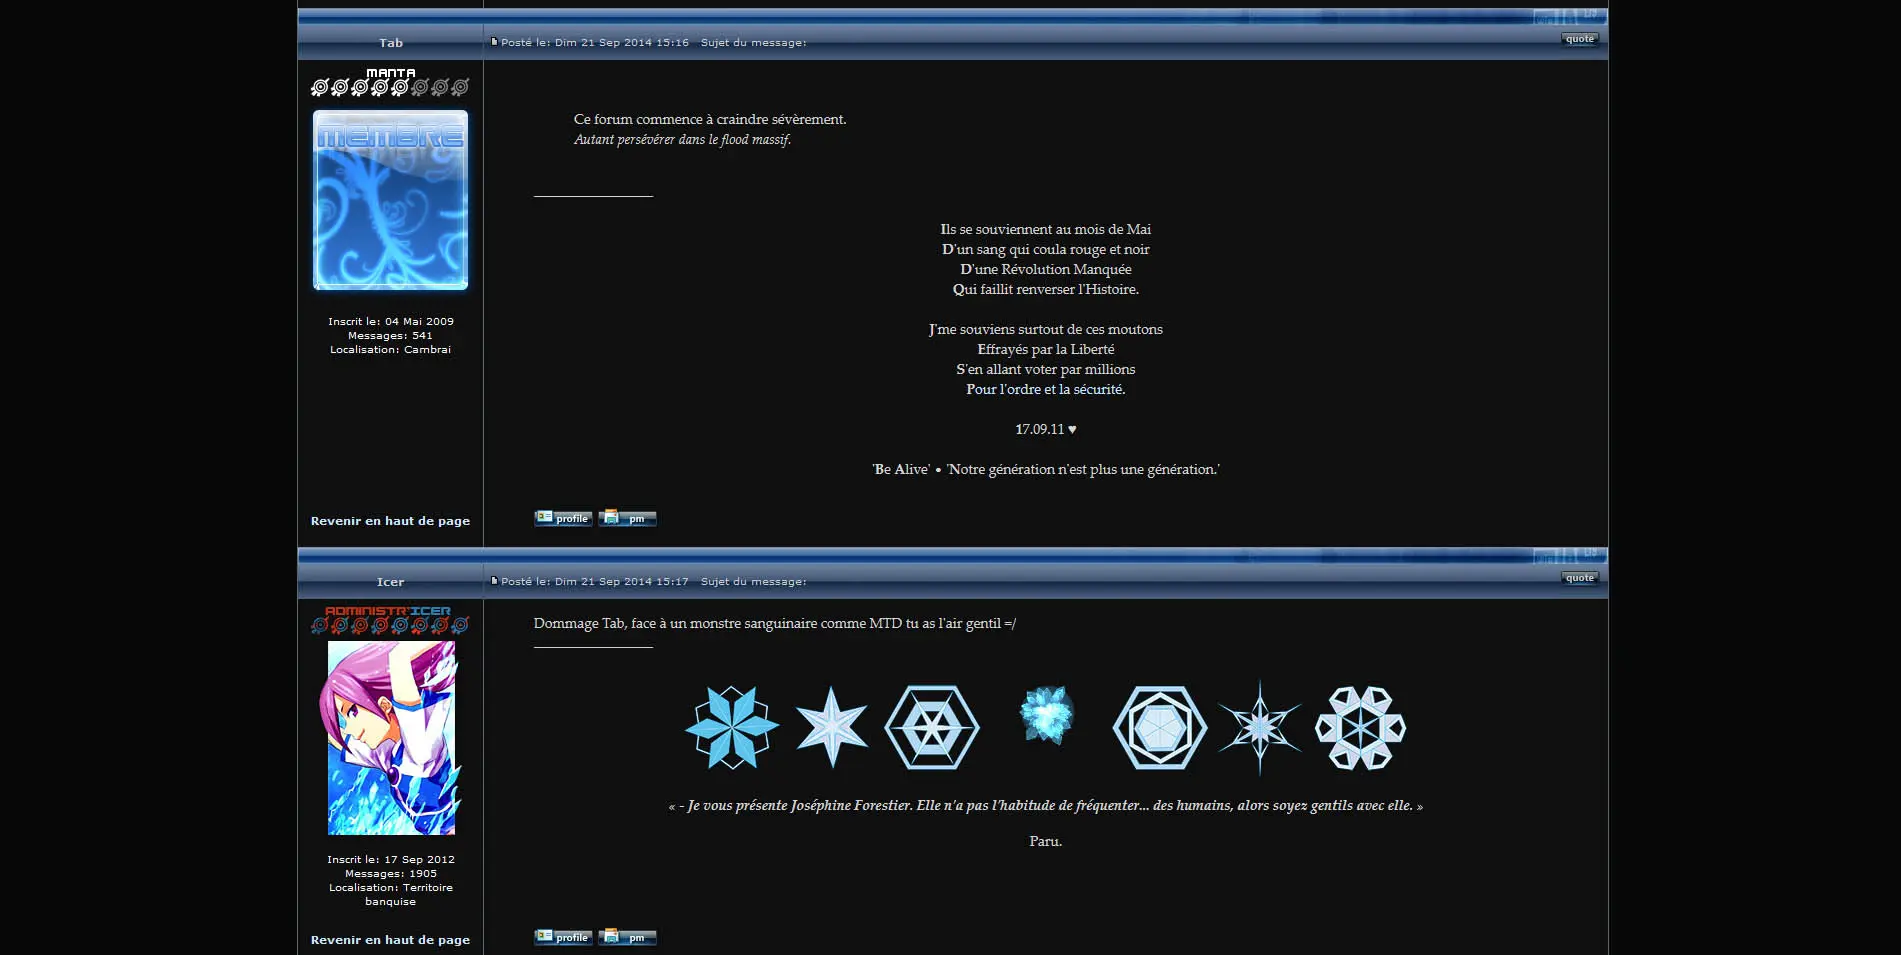 Tab
Posté le: Dim 21 Sep 2014 15:16 Sujet du message:
quote
MANTA
MEMBRE
Inscrit le: 04 Mai 2009
Messages: 541
Localisation: Cambrai
Ce forum commence à craindre sévèrement.
Autant persévérer dans le flood massif.
Ils se souviennent au mois de Mai
D'un sang qui coula rouge et noir
D'une Révolution Manquée
Qui faillit renverser l'Histoire.
J'me souviens surtout de ces moutons
Effrayés par la Liberté
S'en allant voter par millions
Pour l'ordre et la sécurité.
17.09.11 ♥
'Be Alive' • 'Notre génération n'est plus une génération.'
Revenir en haut de page
profile pm
Icer
Posté le: Dim 21 Sep 2014 15:17 Sujet du message:
quote
ADMINISTR'ICER
Inscrit le: 17 Sep 2012
Messages: 1905
Localisation: Territoire
banquise
Dommage Tab, face à un monstre sanguinaire comme MTD tu as l'air gentil =/
« - Je vous présente Joséphine Forestier. Elle n'a pas l'habitude de fréquenter... des humains, alors soyez gentils avec elle. »
Paru.
Revenir en haut de page
profile pm